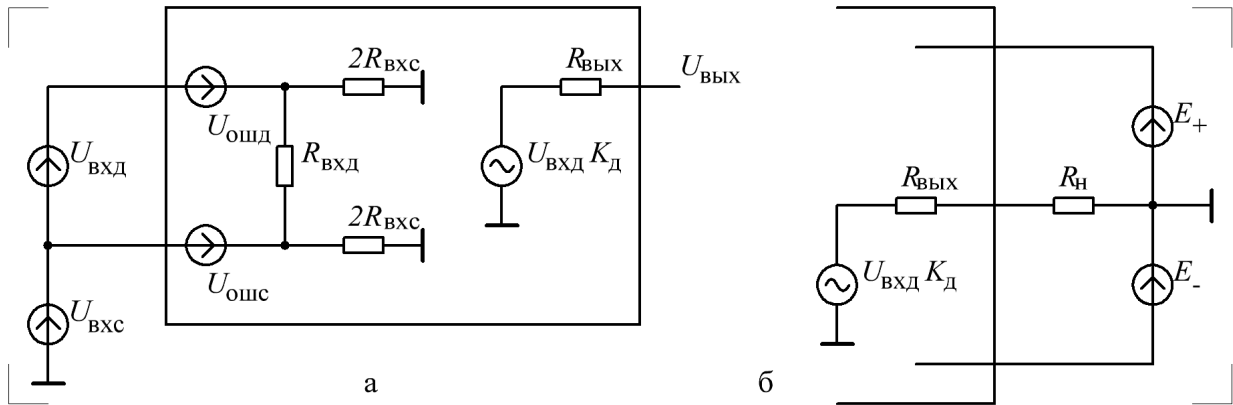 2Rвхс
Rвых
Uвых
Uошд
Uвхд
Rвхд
Uвхд Kд
2Rвхс
Uошс
Uвхс
а
E+
Rвых
Rн
Uвхд Kд
E-
б